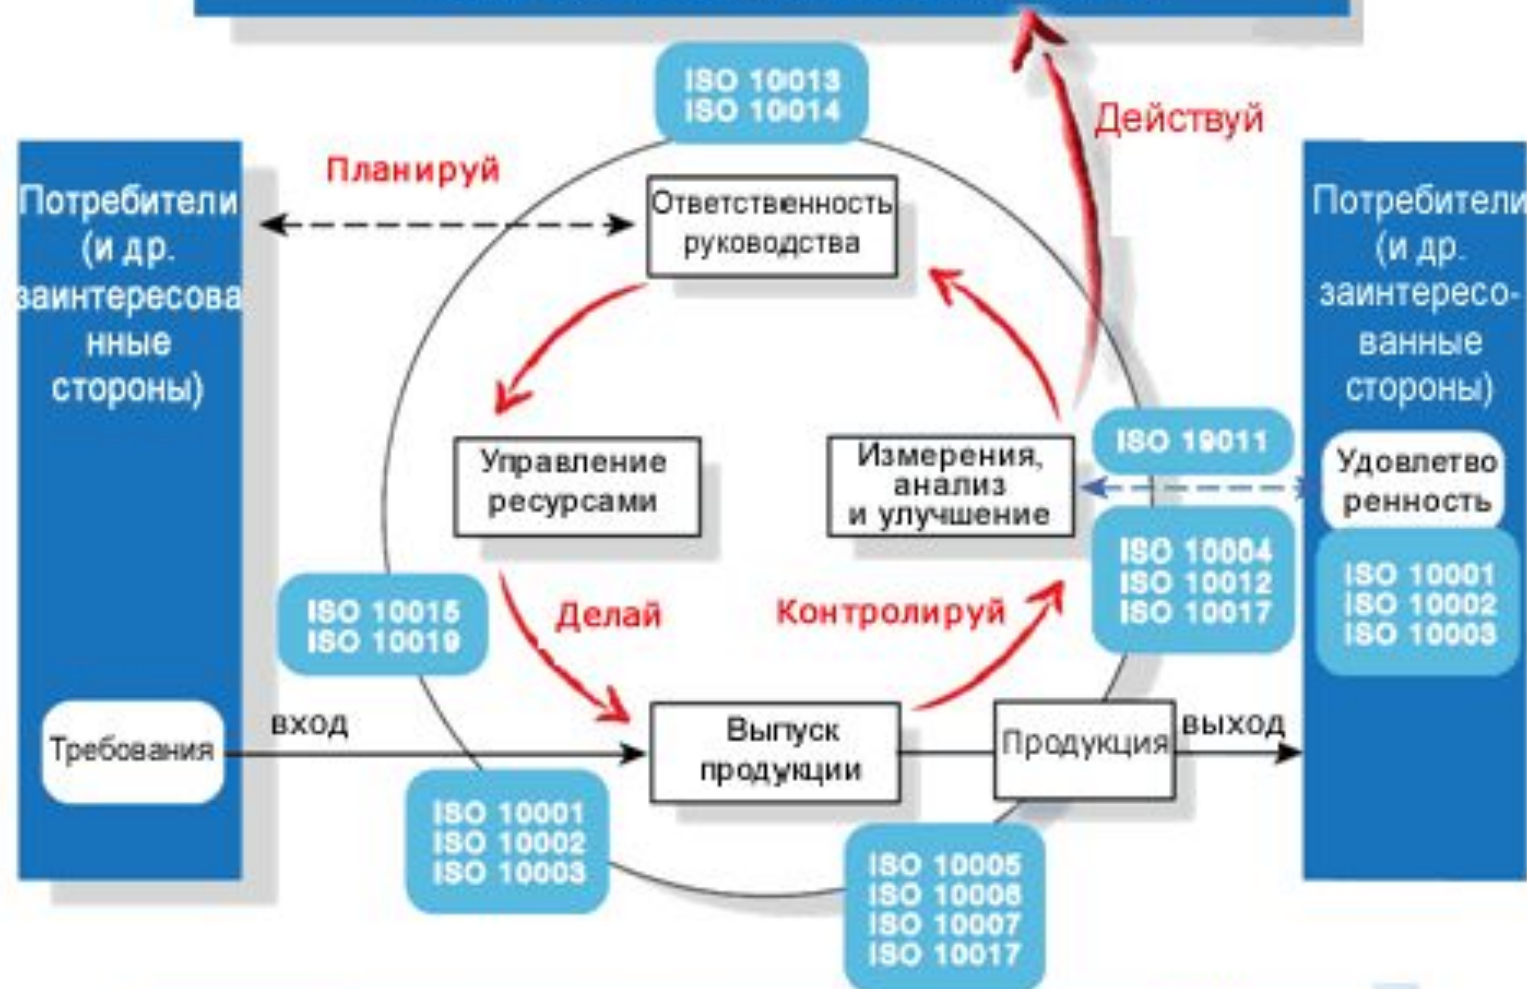 ISO 10013
ISO 10014
Действуй
Планируй
Потребители
(и др.
заинтересова
нные
стороны)
Ответственность
руководства
Потребители
(и др.
заинтересо-
ванные
стороны)
Управление
ресурсами
Измерения,
анализ
и улучшение
ISO 19011
Удовлетво
ренность
ISO 10004
ISO 10012
ISO 10017
ISO 10001
ISO 10002
ISO 10003
ISO 10015
ISO 10019
Делай
Контролируй
Требования
вход
Выпуск
продукции
Продукция
выход
ISO 10001
ISO 10002
ISO 10003
ISO 10005
ISO 10006
ISO 10007
ISO 10017